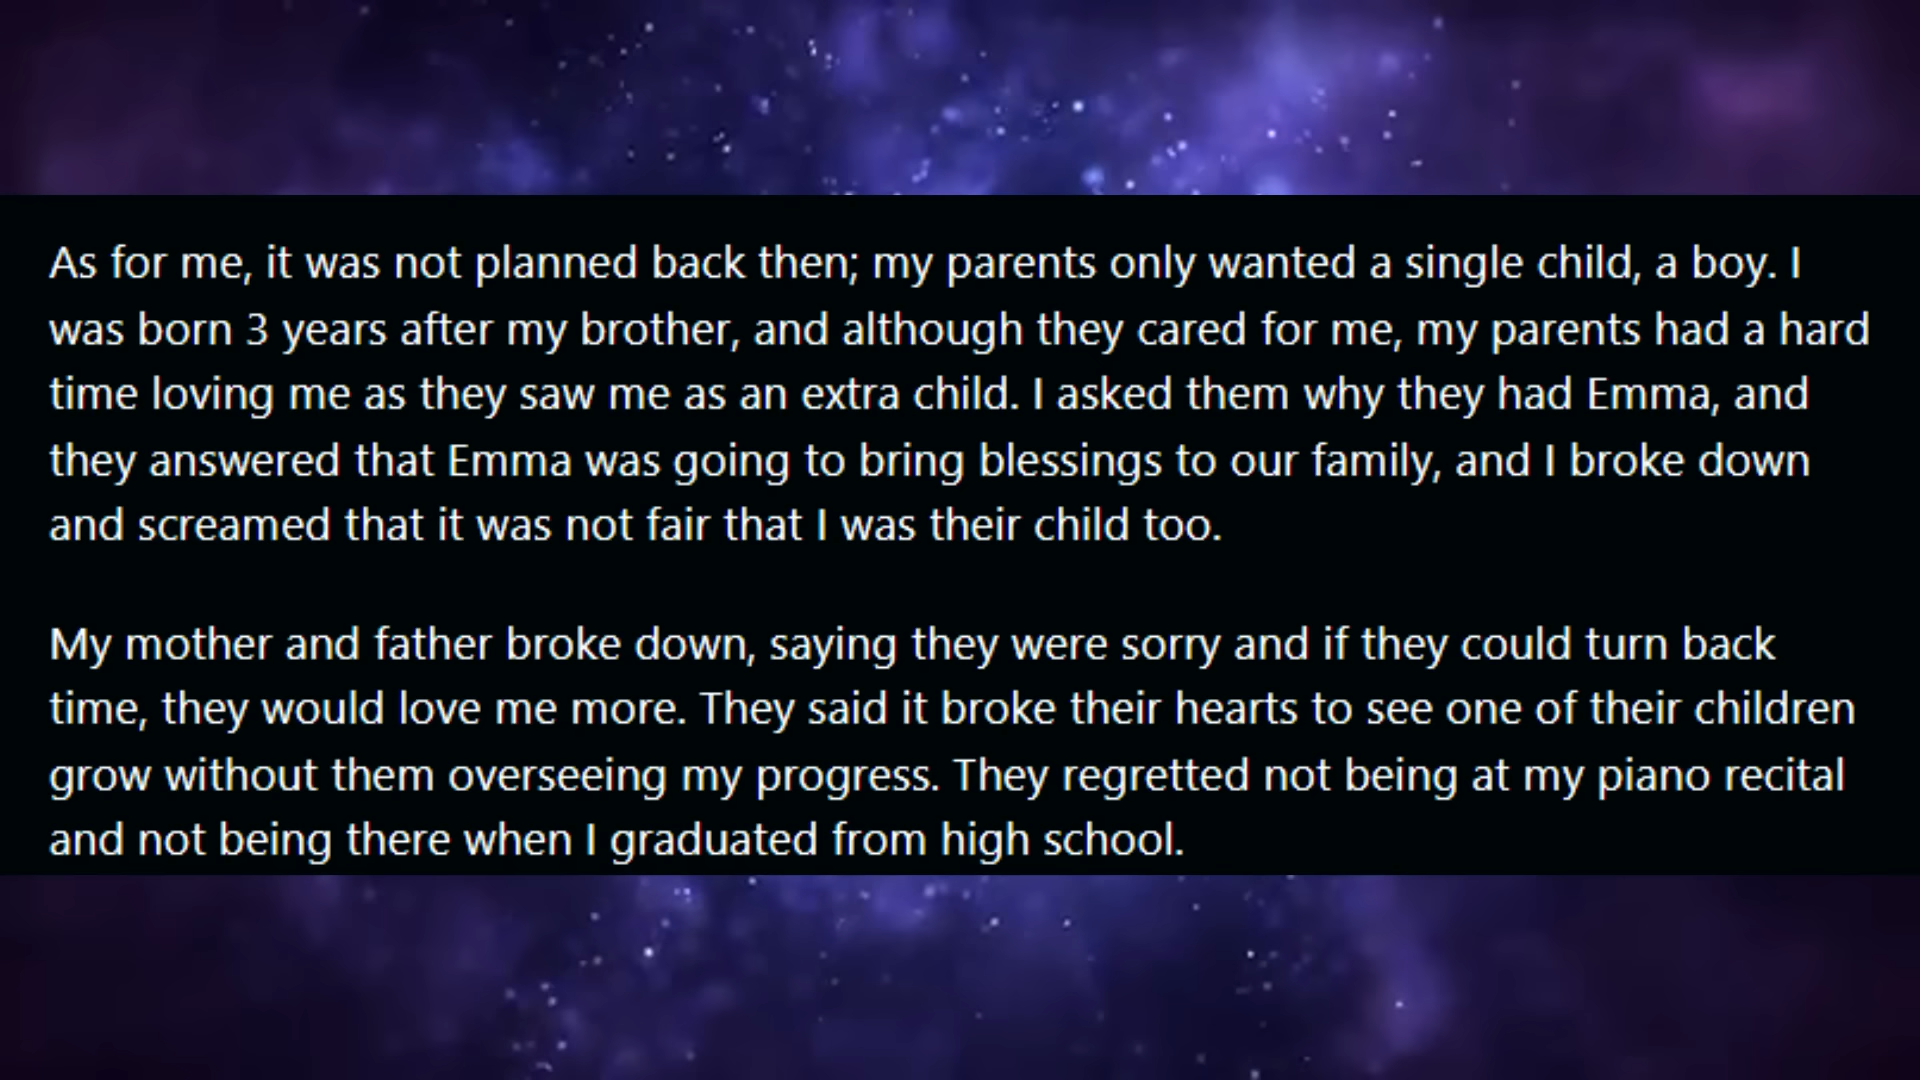 As for me, it was not planned back then; my parents only wanted a single child, a boy. I
was born 3 years after my brother, and although they cared for me, my parents had a hard
time loving me as they saw me as an extra child. I asked them why they had Emma, and
they answered that Emma was going to bring blessings to our family, and I broke down
and screamed that it was not fair that I was their child too.
My mother and father broke down, saying they were sorry and if they could turn back
time, they would love me more. They said it broke their hearts to see one of their children
grow without them overseeing my progress. They regretted not being at my piano recital
and not being there when I graduated from high school.